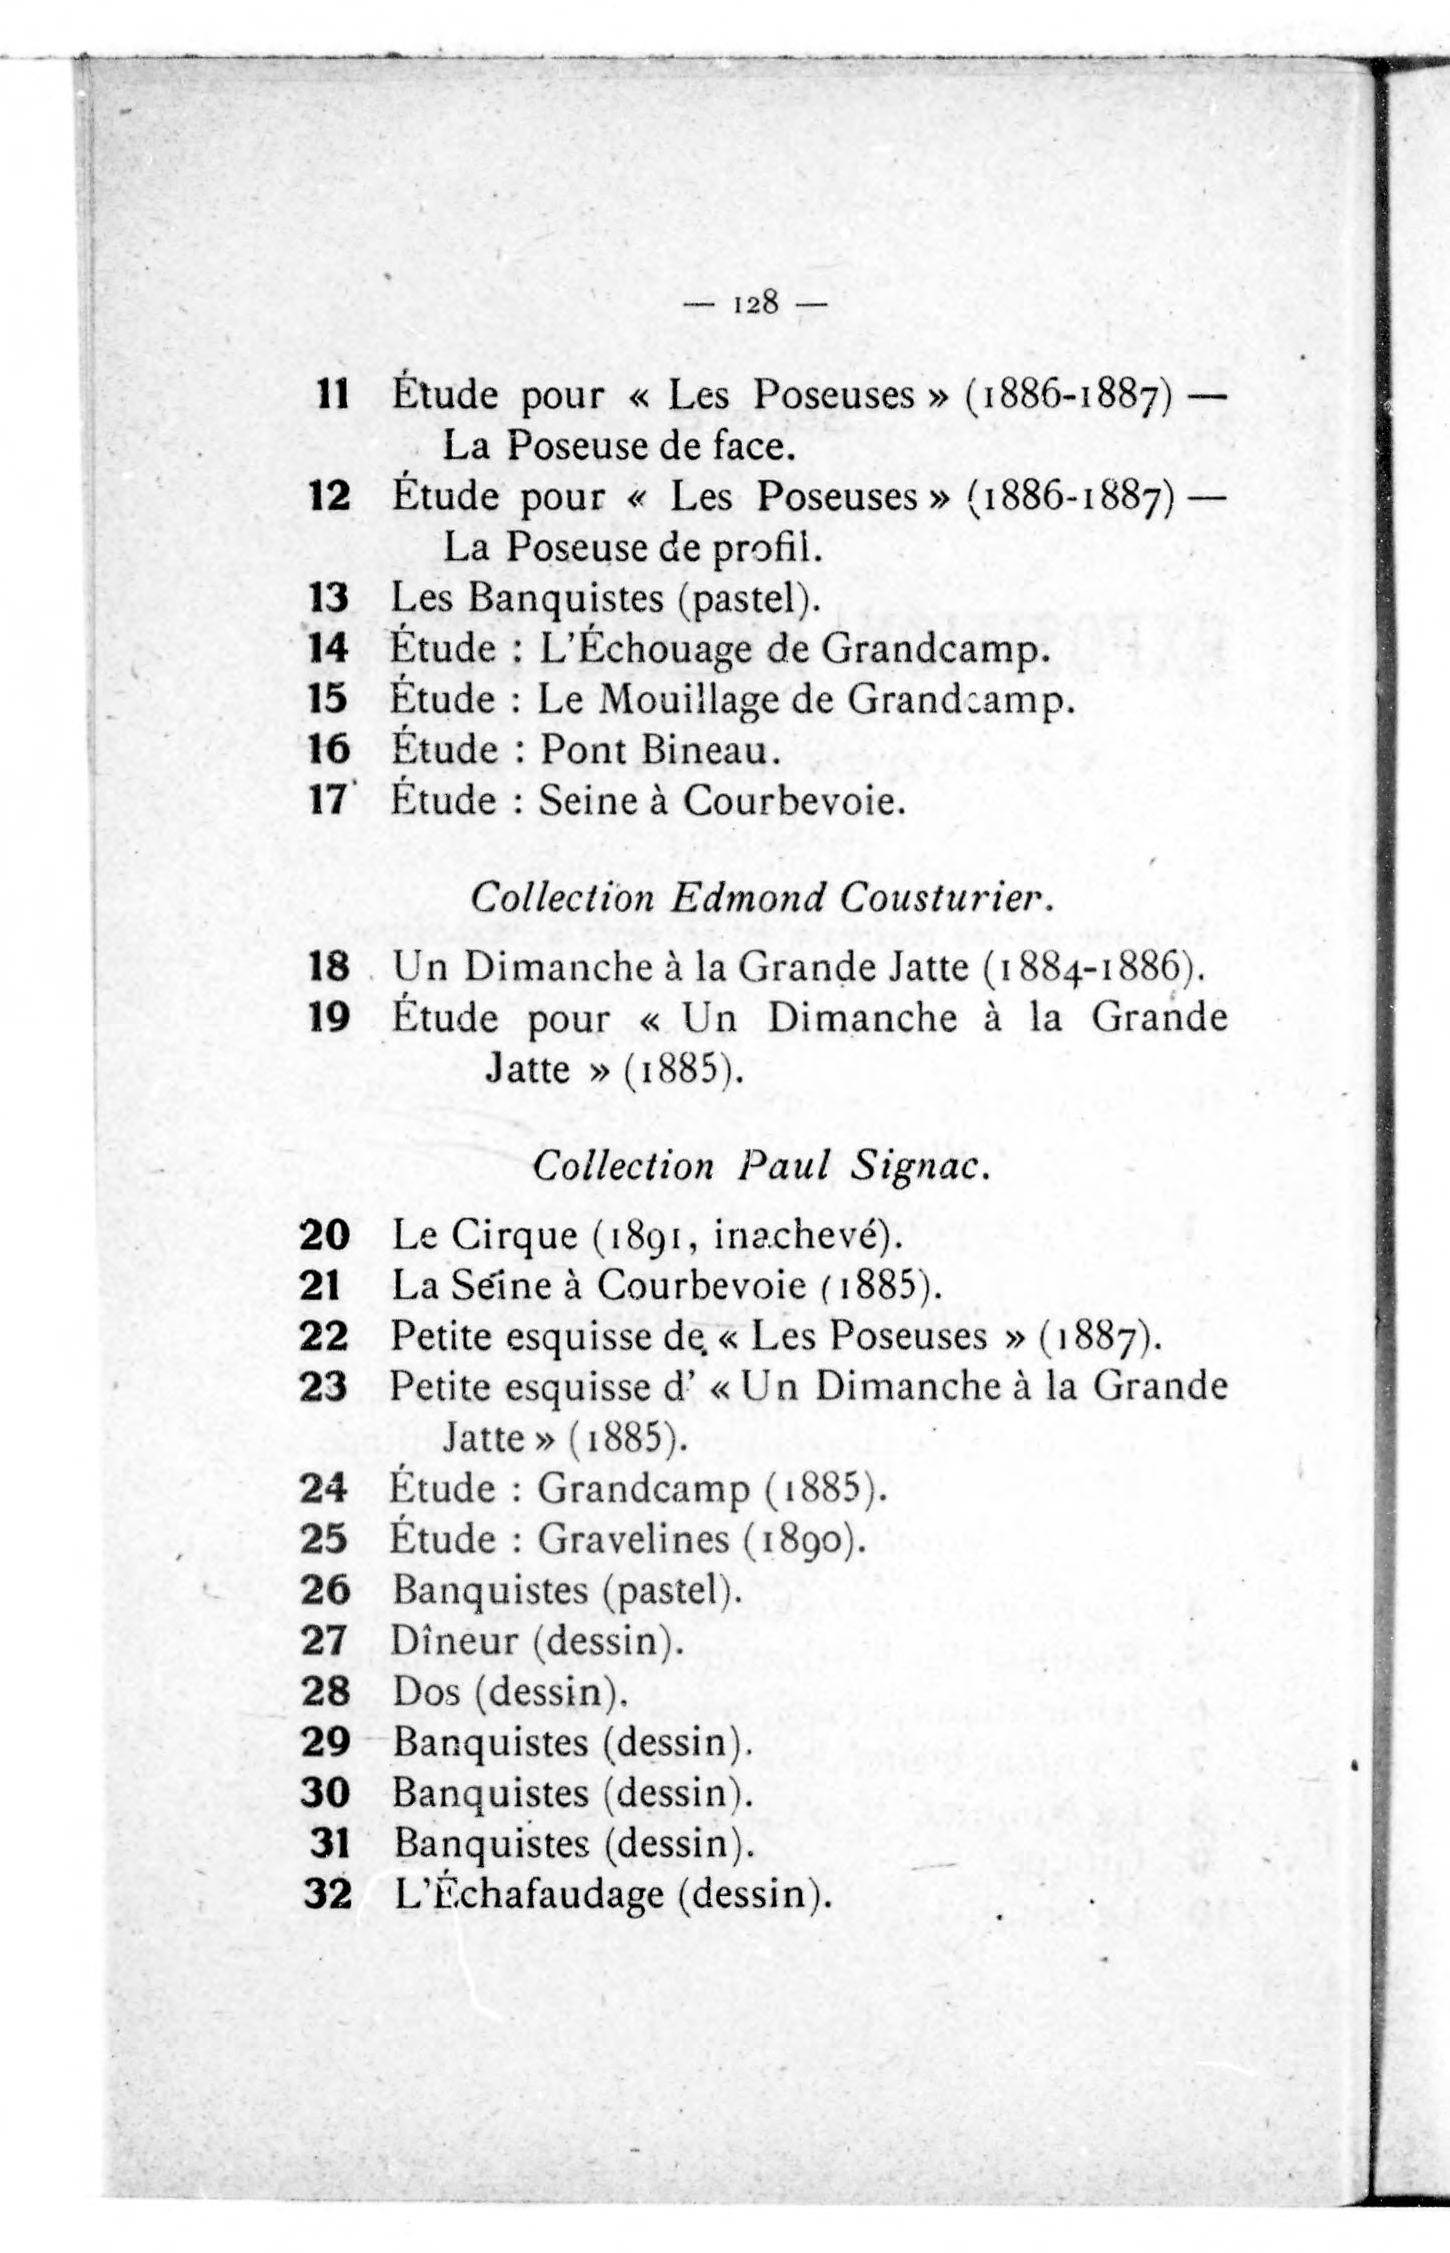 — 128 —
11 Étude pour « Les Poseuses » (1886-1887) —
La Poseuse de face.
12 Étude pour « Les Poseuses » (1886-1887) —
La Poseuse de profil.
13 Les Banquistes (pastel).
14 Étude : L'Échouage de Grandcamp.
15 Étude : Le Mouillage de Grandcamp.
16 Étude : Pont Bineau.
17 Étude : Seine à Courbevoie.
Collection Edmond Cousturier.
18 Un Dimanche à la Grande Jatte (1884-1886).
19 Étude pour « Un Dimanche à la Grande
Jatte » (1885).
Collection Paul Signac.
20 Le Cirque (1891, inachevé).
21 La Seine à Courbevoie (1885).
22 Petite esquisse de « Les Poseuses » (1887).
23 Petite esquisse d' « Un Dimanche à la Grande
Jatte » (1885).
24 Étude : Grandcamp (1885).
25 Étude : Gravelines (1890).
26 Banquistes (pastel).
27 Dîneur (dessin).
28 Dos (dessin).
29 Banquistes (dessin).
30 Banquistes (dessin).
31 Banquistes (dessin).
32 L'Échafaudage (dessin).